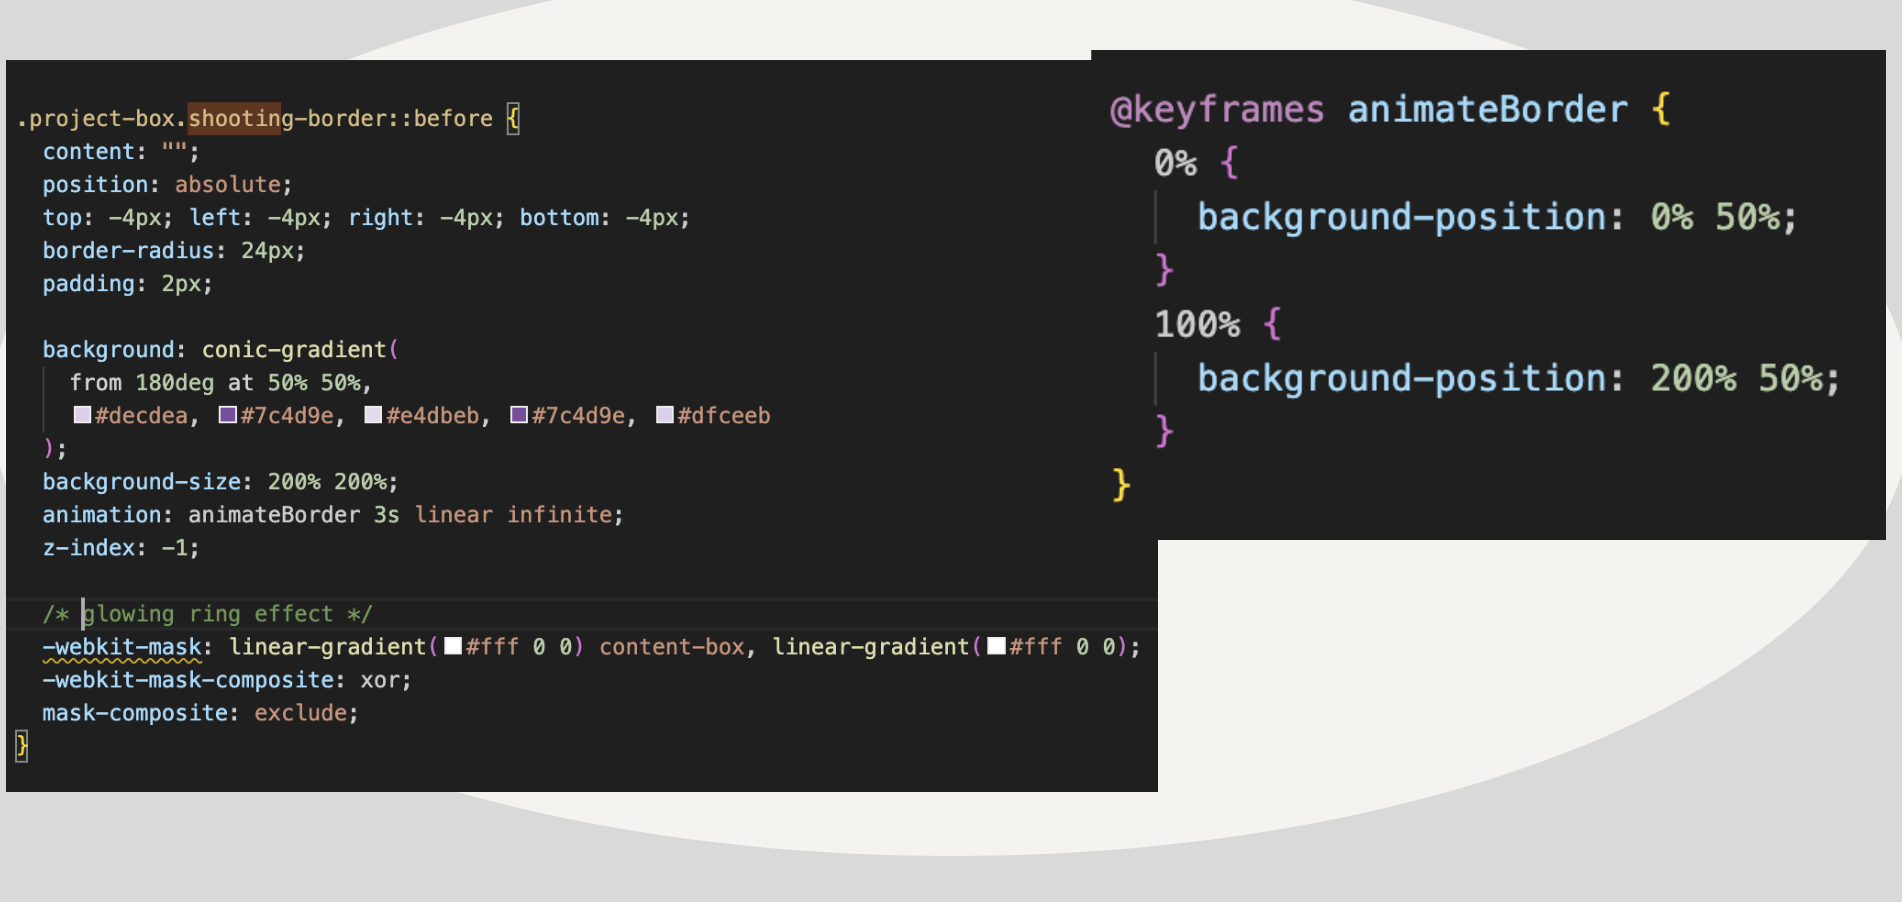 .project-box.shooting-border::before {
content: "";
position: absolute;
top: -4px; left: -4px; right: -4px; bottom: -4px;
border-radius: 24px;
padding: 2px;
background: conic-gradient(
from 180deg at 50% 50%,
#decdea, #7c4d9e, #e4dbeb, #7c4d9e, #dfceeb
);
background-size: 200% 200%;
animation: animateBorder 3s linear infinite;
z-index: -1;
/* glowing ring effect */
-webkit-mask: linear-gradient(#fff 0 0) content-box, linear-gradient(#fff 0 0);
-webkit-mask-composite: xor;
mask-composite: exclude;
}
@keyframes animateBorder {
0% {
background-position: 0% 50%;
}
100% {
background-position: 200% 50%;
}
}